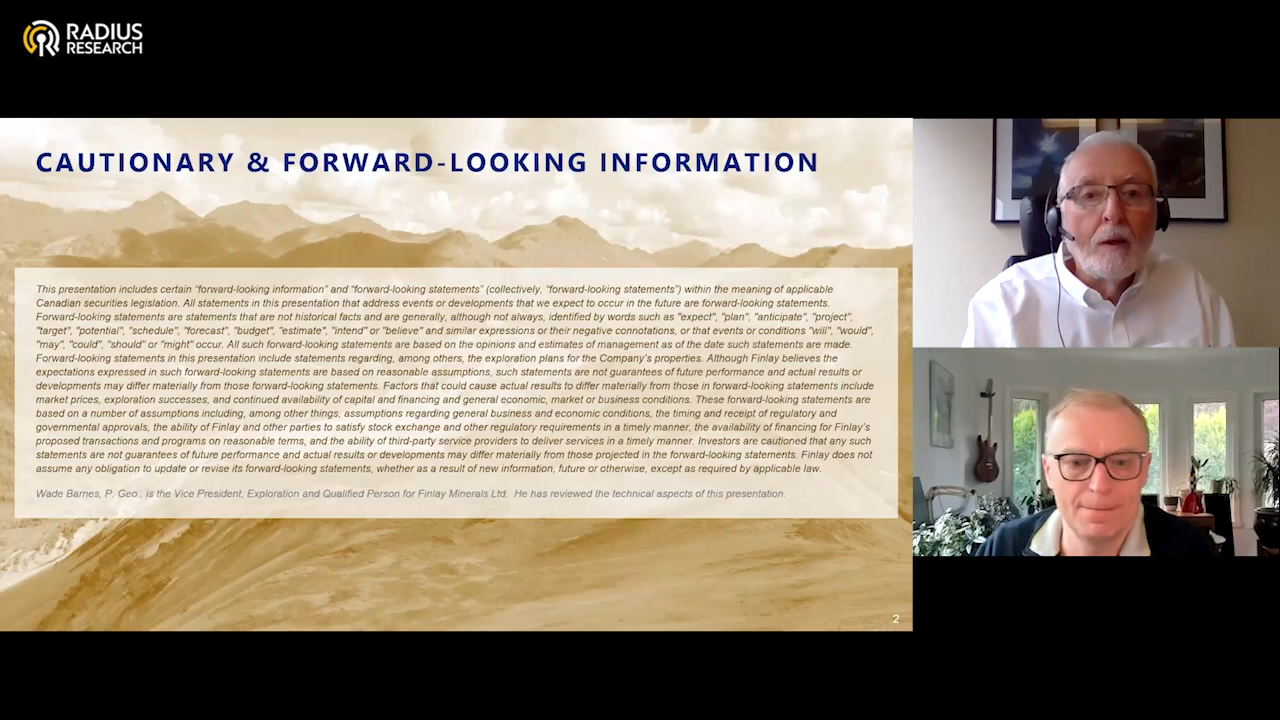 RADIUS
RESEARCH
CAUTIONARY & FORWARD-LOOKING INFORMATION
This presentation includes certain "forward-looking information" and "forward-looking statements" (collectively, "forward-looking statements") within the meaning of applicable
Canadian securities legislation. All statements in this presentation that address events or developments that we expect to occur in the future are forward-looking statements.
Forward-looking statements are statements that are not historical facts and are generally, although not always, identified by words such as "expect", "plan", "anticipate", "project",
"target", "potential", "schedule", "forecast", "budget", "estimate", "intend" or "believe" and similar expressions or their negative connotations, or that events or conditions "will", "would",
"may", "could", "should" or "might" occur. All such forward-looking statements are based on the opinions and estimates of management as of the date such statements are made.
Forward-looking statements in this presentation include statements regarding, among others, the exploration plans for the Company's properties. Although Finlay believes the
expectations expressed in such forward-looking statements are based on reasonable assumptions, such statements are not guarantees of future performance and actual results or
developments may differ materially from those forward-looking statements. Factors that could cause actual results to differ materially from those in forward-looking statements include
market prices, exploration successes, and continued availability of capital and financing and general economic, market or business conditions. These forward-looking statements are
based on a number of assumptions including, among other things, assumptions regarding general business and economic conditions, the timing and receipt of regulatory and
governmental approvals, the ability of Finlay and other parties to satisfy stock exchange and other regulatory requirements in a timely manner, the availability of financing for Finlay's
proposed transactions and programs on reasonable terms, and the ability of third-party service providers to deliver services in a timely manner. Investors are cautioned that any such
statements are not guarantees of future performance and actual results or developments may differ materially from those projected in the forward-looking statements. Finlay does not
assume any obligation to update or revise its forward-looking statements, whether as a result of new information, future or otherwise, except as required by applicable law.
Wade Barnes, P. Geo., is the Vice President, Exploration and Qualified Person for Finlay Minerals Ltd. He has reviewed the technical aspects of this presentation.
2